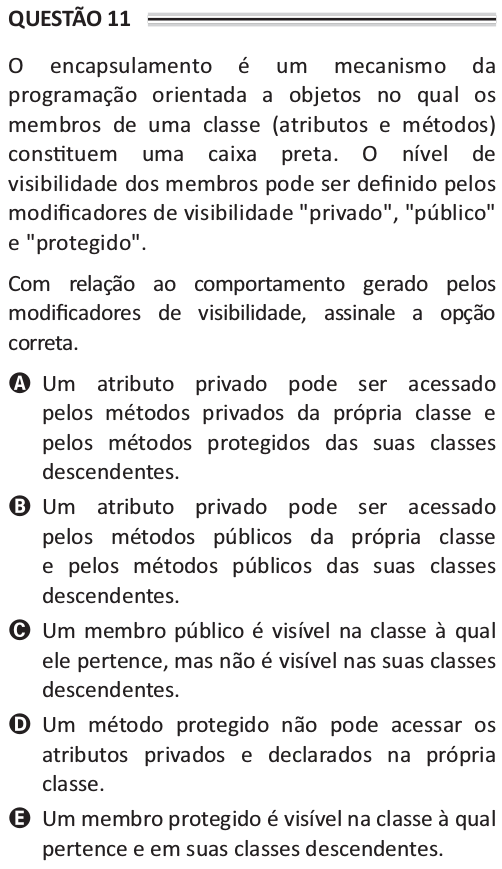 QUESTÃO 11
O encapsulamento é um mecanismo da
programação orientada a objetos no qual os
membros de uma classe (atributos e métodos)
constituem uma caixa preta. O nível de
visibilidade dos membros pode ser definido pelos
modificadores de visibilidade "privado", "público"
e "protegido".
Com relação ao comportamento gerado pelos
modificadores de visibilidade, assinale a opção
correta.
A Um atributo privado pode ser acessado
pelos métodos privados da própria classe e
pelos métodos protegidos das suas classes
descendentes.
B Um atributo privado pode ser acessado
pelos métodos públicos da própria classe
e pelos métodos públicos das suas classes
descendentes.
C Um membro público é visível na classe à qual
ele pertence, mas não é visível nas suas classes
descendentes.
D Um método protegido não pode acessar os
atributos privados e declarados na própria
classe.
E Um membro protegido é visível na classe à qual
pertence e em suas classes descendentes.